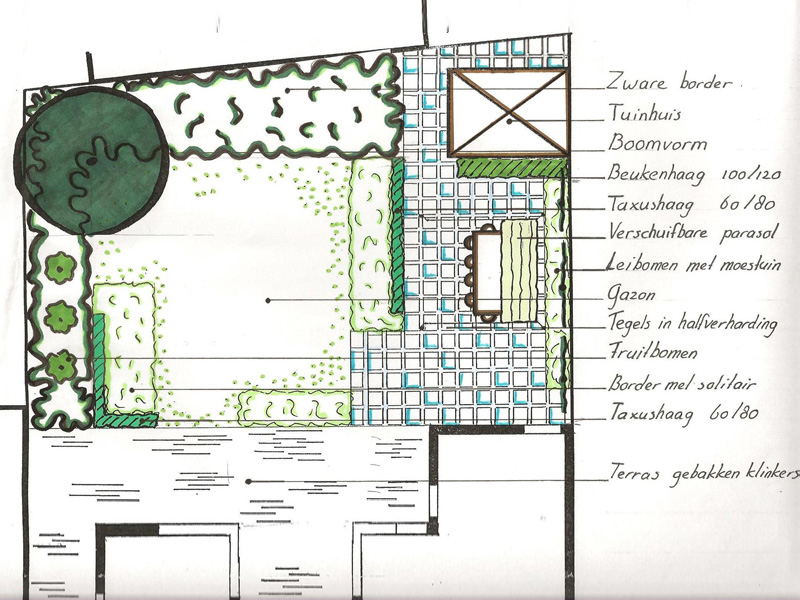 Zware border.
Tuinhuis
Boomvorm
Beukenhaag 100/120
Taxushaag 60/80
Verschuifbare parasol
Leibomen met moestuin
Gazon
Tegels in halfverharding
Fruitbomen
Border met solitair
Taxushaag 60/80
Terras gebakken klinkers